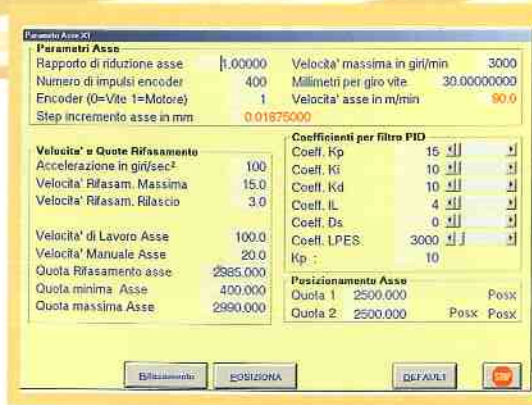 Parametri Asse X1
Parametri Asse
Rapporto di riduzione asse 1.00000
Numero di impulsi encoder 400
Encoder (0=Vite 1=Motore) 1
Step incremento asse in mm 0.01875000
Velocita' massima in giri/min 3000
Millimetri per giro vite 30.00000000
Velocita' asse in m/min 90.0
Velocita' e Quote Rifasamento
Accelerazione in giri/sec² 100
Velocita' Rifasam. Massima 15.0
Velocita' Rifasam. Rilascio 3.0
Velocita' di Lavoro Asse 100.0
Velocita' Manuale Asse 20.0
Quota Rifasamento asse 2985.000
Quota minima Asse 400.000
Quota massima Asse 2990.000
Coefficienti per filtro PID
Coeff. Kp 15
Coeff. Ki 10
Coeff. Kd 10
Coeff. IL 4
Coeff. Ds 0
Coeff. LPES 3000
Kp : 10
Posizionamento Asse
Quota 1 2500.000 Posx
Quota 2 2500.000 Posx Posx
Rifasamento
POSIZIONA
DEFAULT
STOP